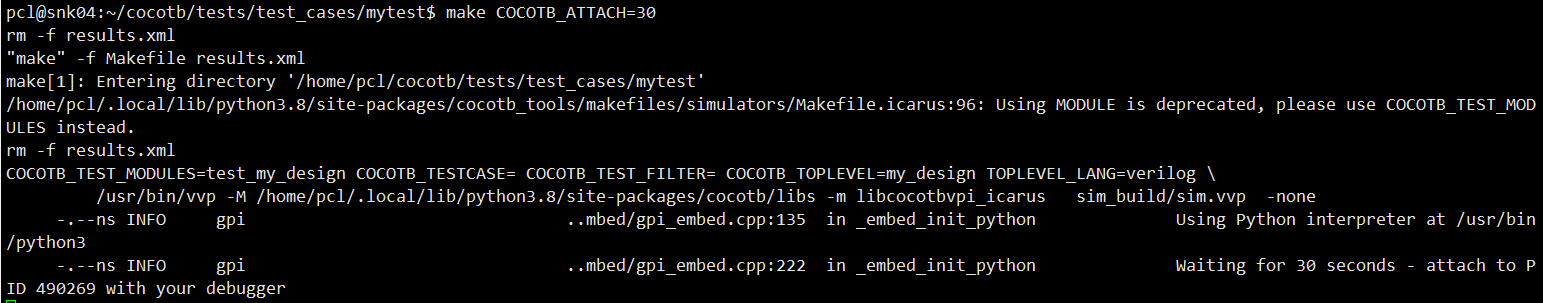 pcl@snk04:~/cocotb/tests/test_cases/mytest$ make COCOTB_ATTACH=30
rm -f results.xml
"make" -f Makefile results.xml
make[1]: Entering directory '/home/pcl/cocotb/tests/test_cases/mytest'
/home/pcl/.local/lib/python3.8/site-packages/cocotb_tools/makefiles/simulators/Makefile.icarus:96: Using MODULE is deprecated, please use COCOTB_TEST_MOD
ULES instead.
rm -f results.xml
COCOTB_TEST_MODULES=test_my_design COCOTB_TESTCASE= COCOTB_TEST_FILTER= COCOTB_TOPLEVEL=my_design TOPLEVEL_LANG=verilog \
        /usr/bin/vvp -M /home/pcl/.local/lib/python3.8/site-packages/cocotb/libs -m libcocotbvpi_icarus   sim_build/sim.vvp  -none
     -.--ns INFO     gpi                                ..mbed/gpi_embed.cpp:135  in _embed_init_python              Using Python interpreter at /usr/bin
/python3
     -.--ns INFO     gpi                                ..mbed/gpi_embed.cpp:222  in _embed_init_python              Waiting for 30 seconds - attach to P
ID 490269 with your debugger